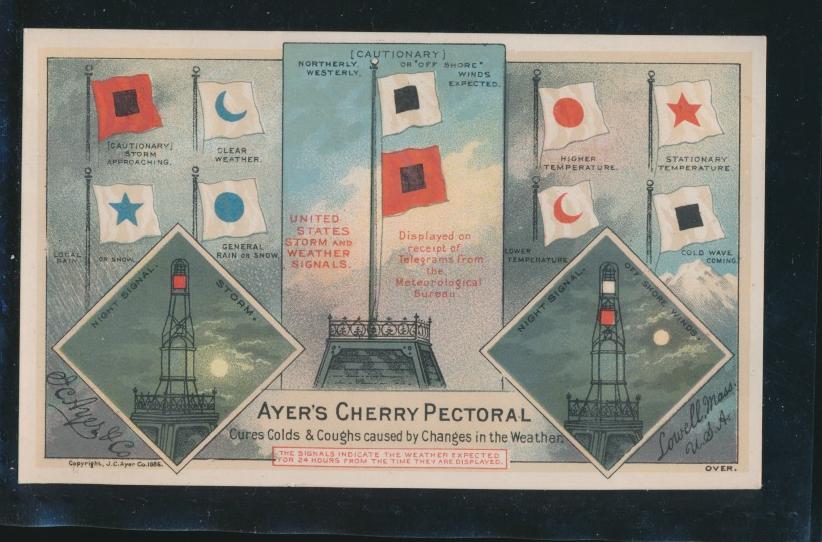 [CAUTIONARY]
NORTHERLY, OR "OFF SHORE"
WESTERLY, WINDS
EXPECTED.
[CAUTIONARY]
STORM
APPROACHING.
CLEAR
WEATHER.
HIGHER
TEMPERATURE.
STATIONARY
TEMPERATURE.
LOCAL
RAIN OR SNOW.
GENERAL
RAIN OR SNOW.
UNITED
STATES
STORM AND
WEATHER
SIGNALS.
Displayed on
receipt of
Telegrams from
the
Meteorological
Bureau.
LOWER
TEMPERATURE
COLD WAVE
COMING.
NIGHT SIGNAL.
STORM.
NIGHT SIGNAL.
OFF SHORE WINDS.
J.C. Ayer & Co.
Lowell, Mass.
U.S.A.
AYER'S CHERRY PECTORAL
Cures Colds & Coughs caused by Changes in the Weather.
THE SIGNALS INDICATE THE WEATHER EXPECTED
FOR 24 HOURS FROM THE TIME THEY ARE DISPLAYED.
Copyright, J.C. Ayer Co. 1886.
OVER.